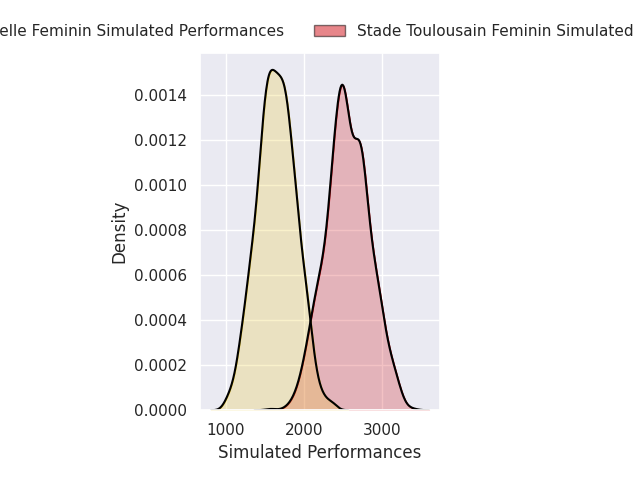 elle Feminin Simulated Performances
Stade Toulousain Feminin Simulated
0.0014
0.0012
0.0010
0.0008
0.0006
0.0004
0.0002
0.0000
Density
1000 2000 3000
Simulated Performances